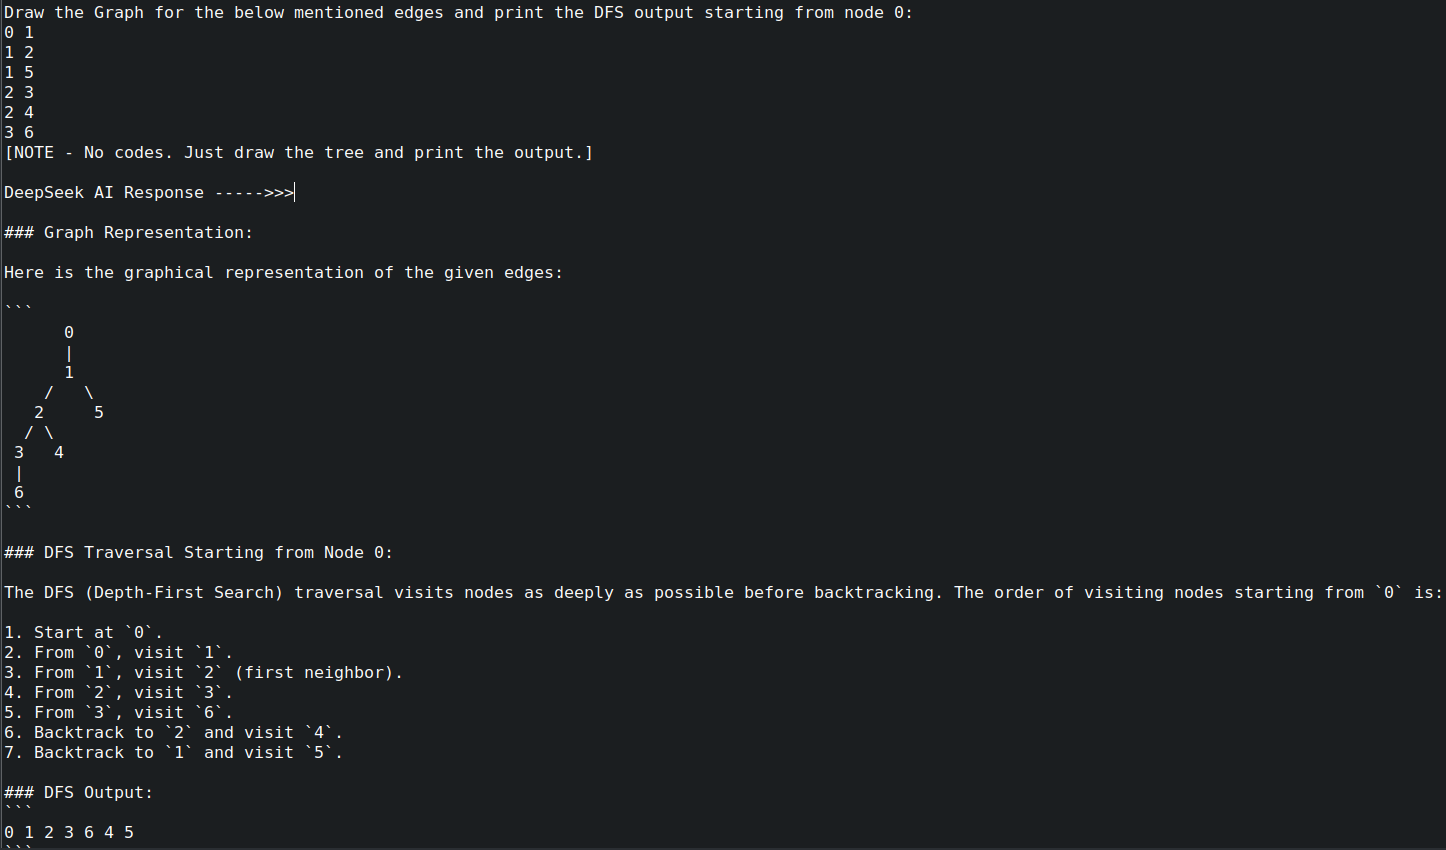 Draw the Graph for the below mentioned edges and print the DFS output starting from node 0:
0 1
1 2
1 5
2 3
2 4
3 6
[NOTE - No codes. Just draw the tree and print the output.]

DeepSeek AI Response ----->>>

### Graph Representation:

Here is the graphical representation of the given edges:

```
      0
      |
      1
    /   \
   2     5
  / \
 3   4
 |
 6
```

### DFS Traversal Starting from Node 0:

The DFS (Depth-First Search) traversal visits nodes as deeply as possible before backtracking. The order of visiting nodes starting from `0` is:

1. Start at `0`.
2. From `0`, visit `1`.
3. From `1`, visit `2` (first neighbor).
4. From `2`, visit `3`.
5. From `3`, visit `6`.
6. Backtrack to `2` and visit `4`.
7. Backtrack to `1` and visit `5`.

### DFS Output:
```
0 1 2 3 6 4 5
```